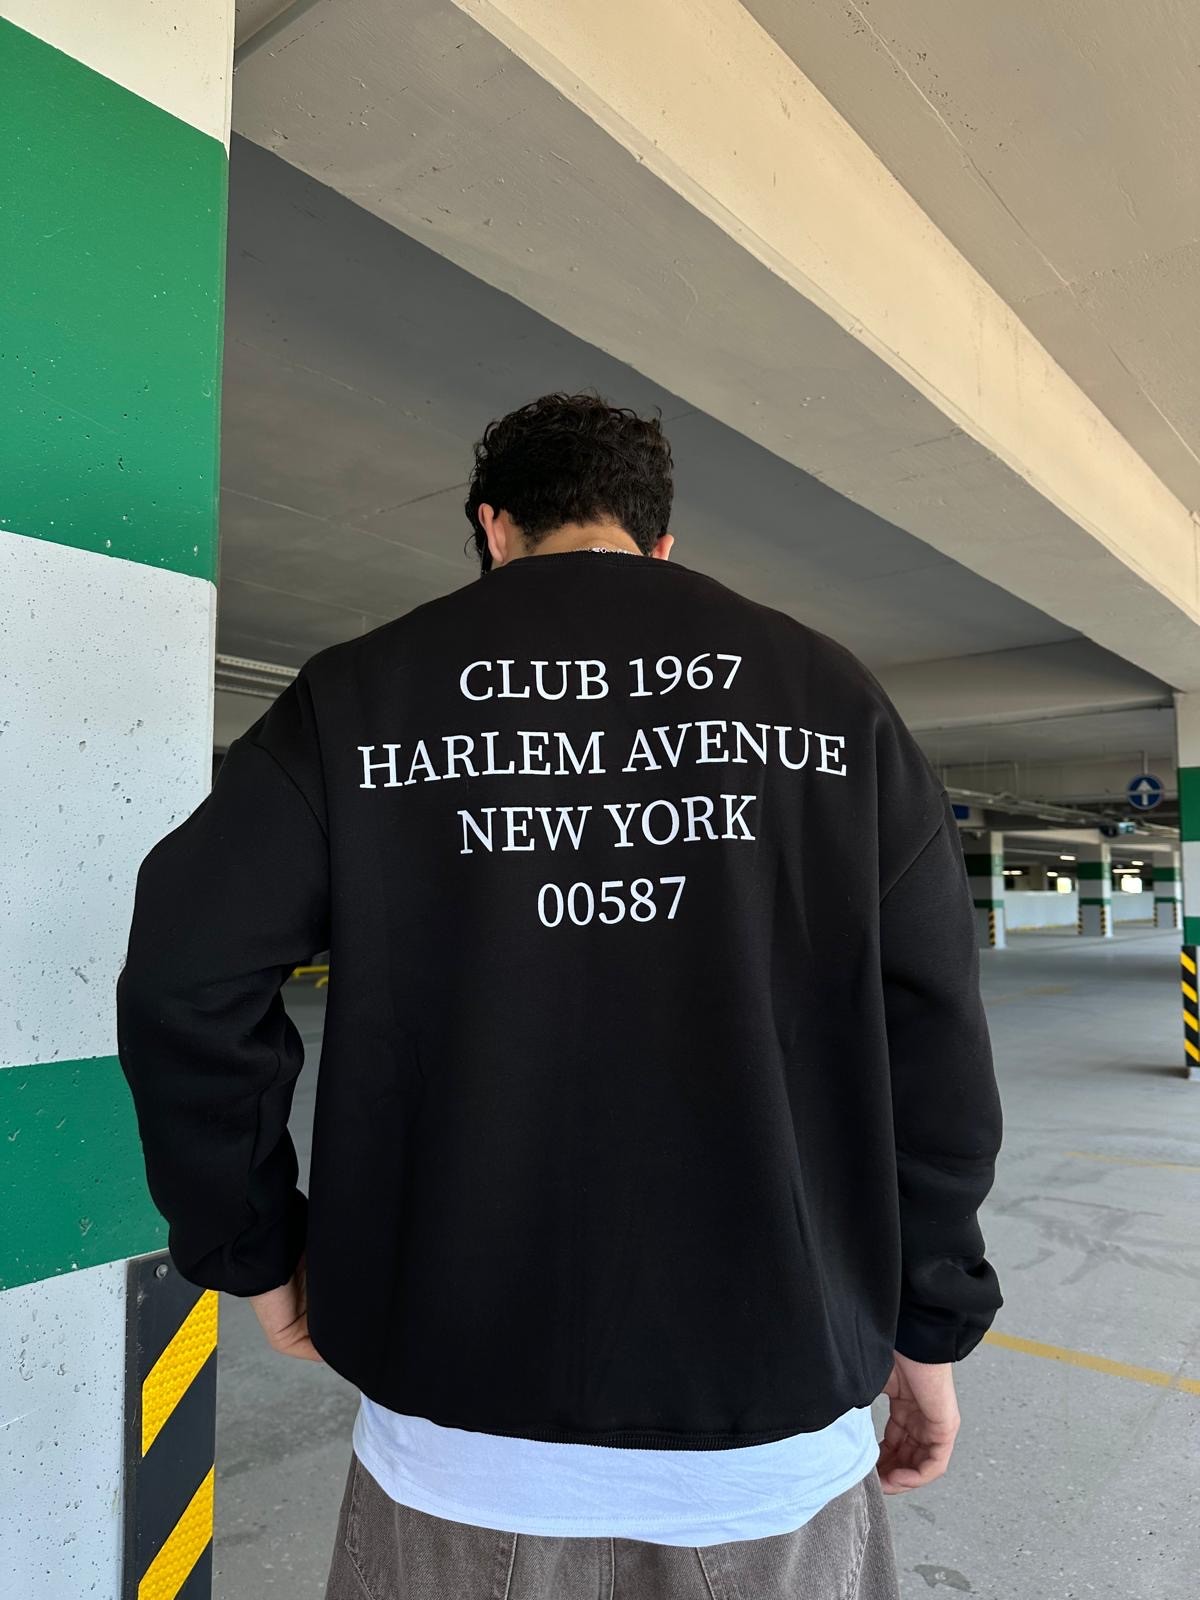 CLUB 1967
HARLEM AVENUE
NEW YORK
00587